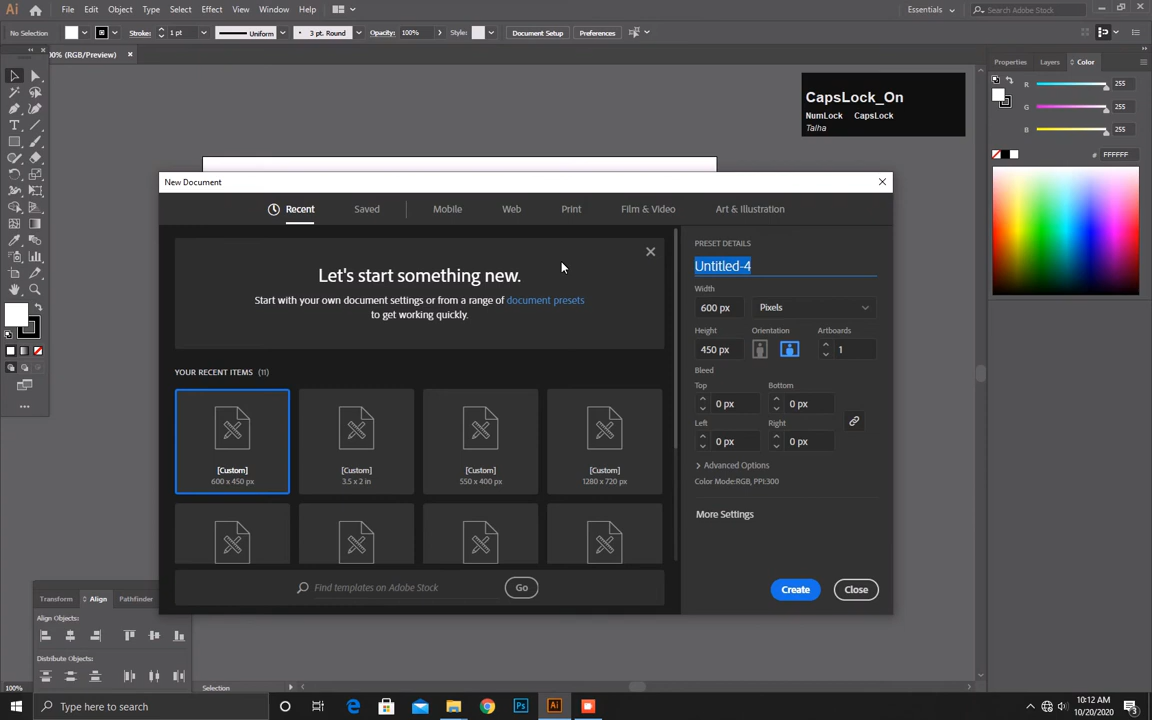 Ai File Edit Object Type Select Effect View Window Help Essentials Search Adobe Stock
No Selection Stroke: 1 pt Uniform 3 pt. Round Opacity: 100% Style: Document Setup Preferences
00% (RGB/Preview)
Properties Layers Color
R 255
G 255
B 255
# FFFFFF
CapsLock_On
NumLock CapsLock
Talha
New Document
Recent Saved Mobile Web Print Film & Video Art & Illustration
Let's start something new.
Start with your own document settings or from a range of document presets
to get working quickly.
YOUR RECENT ITEMS (11)
[Custom] [Custom] [Custom] [Custom]
600 x 450 px 3.5 x 2 in 550 x 400 px 1280 x 720 px
Find templates on Adobe Stock Go
PRESET DETAILS
Untitled-4
Width
600 px Pixels
Height Orientation Artboards
450 px 1
Bleed
Top Bottom
0 px 0 px
Left Right
0 px 0 px
Advanced Options
Color Mode:RGB, PPI:300
More Settings
Create Close
Transform Align Pathfinder
Align Objects:
Distribute Objects:
100% 1 Selection
Type here to search Ps Ai
10:12 AM
10/20/2020
3